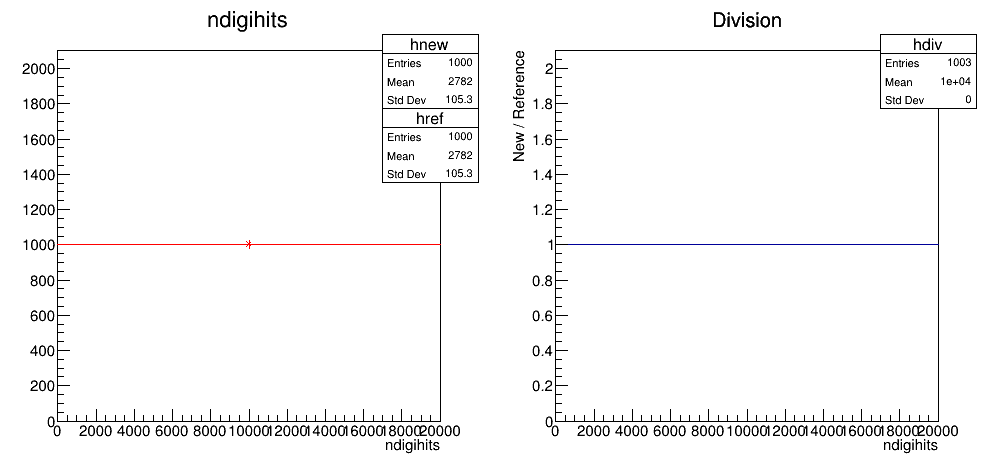 ndigihits
hnew
Entries 1000
Mean 2782
Std Dev 105.3
href
Entries 1000
Mean 2782
Std Dev 105.3
2000
1800
1600
1400
1200
1000
800
600
400
200
0
0 2000 4000 6000 8000 10000 12000 14000 16000 18000 20000
ndigihits
Division
hdiv
Entries 1003
Mean 1e+04
Std Dev 0
New / Reference
2
1.8
1.6
1.4
1.2
1
0.8
0.6
0.4
0.2
0
0 2000 4000 6000 8000 10000 12000 14000 16000 18000 20000
ndigihits